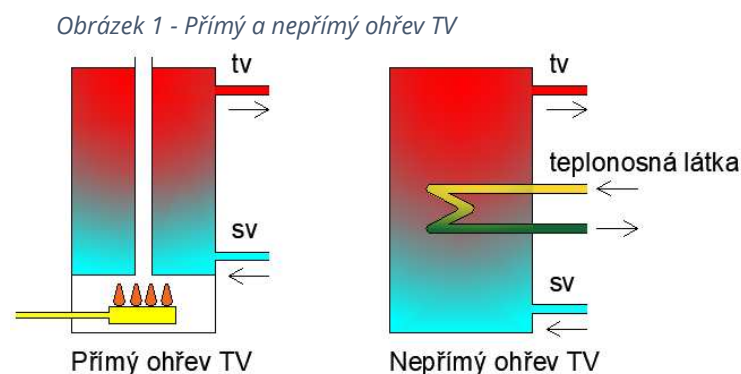 Obrázek 1 - Přímý a nepřímý ohřev TV
tv
sv
Přímý ohřev TV
tv
teplonosná látka
sv
Nepřímý ohřev TV